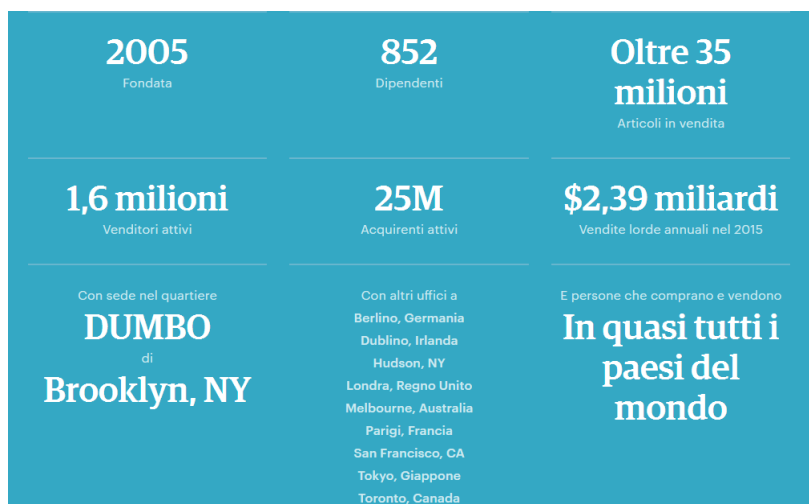 2005
Fondata
852
Dipendenti
Oltre 35
milioni
Articoli in vendita
1,6 milioni
Venditori attivi
25M
Acquirenti attivi
$2,39 miliardi
Vendite lorde annuali nel 2015
Con sede nel quartiere
DUMBO
di
Brooklyn, NY
Con altri uffici a
Berlino, Germania
Dublino, Irlanda
Hudson, NY
Londra, Regno Unito
Melbourne, Australia
Parigi, Francia
San Francisco, CA
Tokyo, Giappone
Toronto, Canada
E persone che comprano e vendono
In quasi tutti i
paesi del
mondo